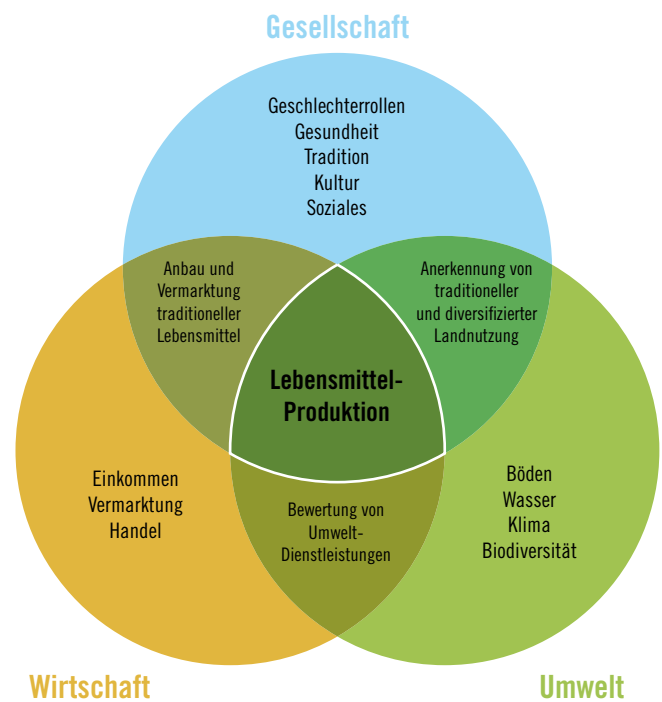 Gesellschaft
Geschlechterrollen
Gesundheit
Tradition
Kultur
Soziales
Anbau und
Vermarktung
traditioneller
Lebensmittel
Anerkennung von
traditioneller
und diversifizierter
Landnutzung
Lebensmittel-
Produktion
Einkommen
Vermarktung
Handel
Bewertung von
Umwelt-
Dienstleistungen
Böden
Wasser
Klima
Biodiversität
Wirtschaft
Umwelt